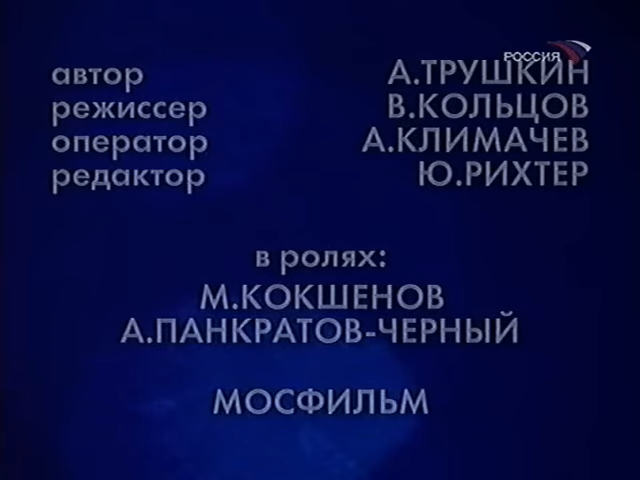 РОССИЯ
автор А.ТРУШКИН
режиссер В.КОЛЬЦОВ
оператор А.КЛИМАЧЕВ
редактор Ю.РИХТЕР
в ролях:
М.КОКШЕНОВ
А.ПАНКРАТОВ-ЧЕРНЫЙ
МОСФИЛЬМ